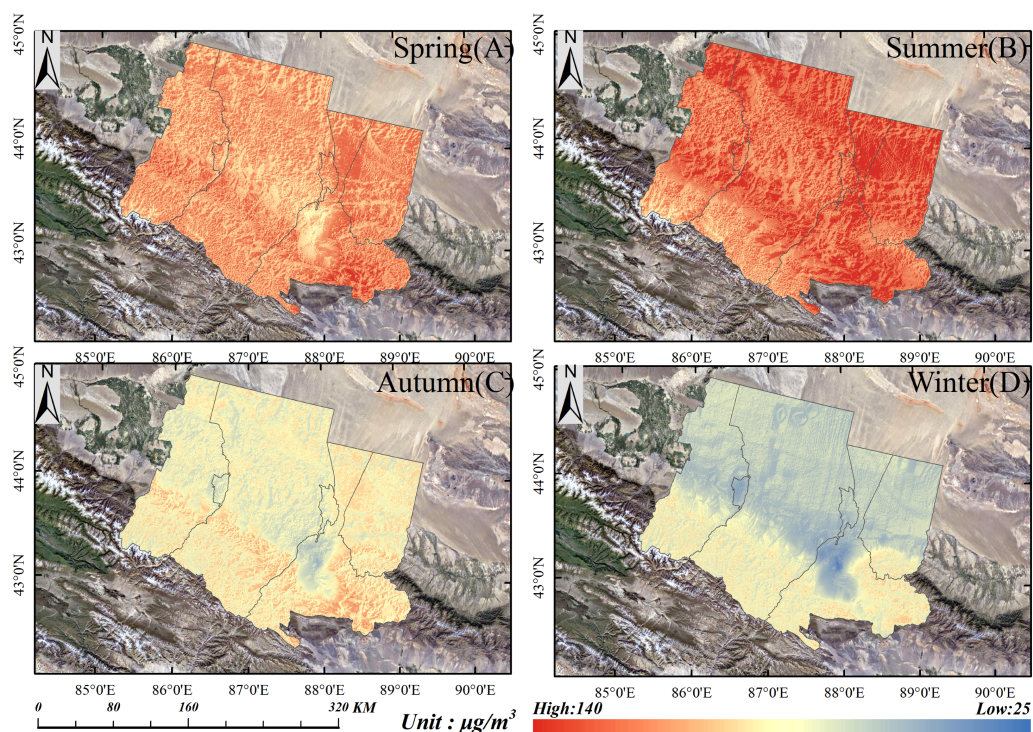 45°0'N
44°0'N
43°0'N
N
Spring(A)
85°0'E 86°0'E 87°0'E 88°0'E 89°0'E 90°0'E
45°0'N
44°0'N
43°0'N
N
Summer(B)
85°0'E 86°0'E 87°0'E 88°0'E 89°0'E 90°0'E
45°0'N
44°0'N
43°0'N
N
Autumn(C)
85°0'E 86°0'E 87°0'E 88°0'E 89°0'E 90°0'E
45°0'N
44°0'N
43°0'N
N
Winter(D)
85°0'E 86°0'E 87°0'E 88°0'E 89°0'E 90°0'E
0 80 160 320 KM
Unit : μg/m³
High:140 Low:25